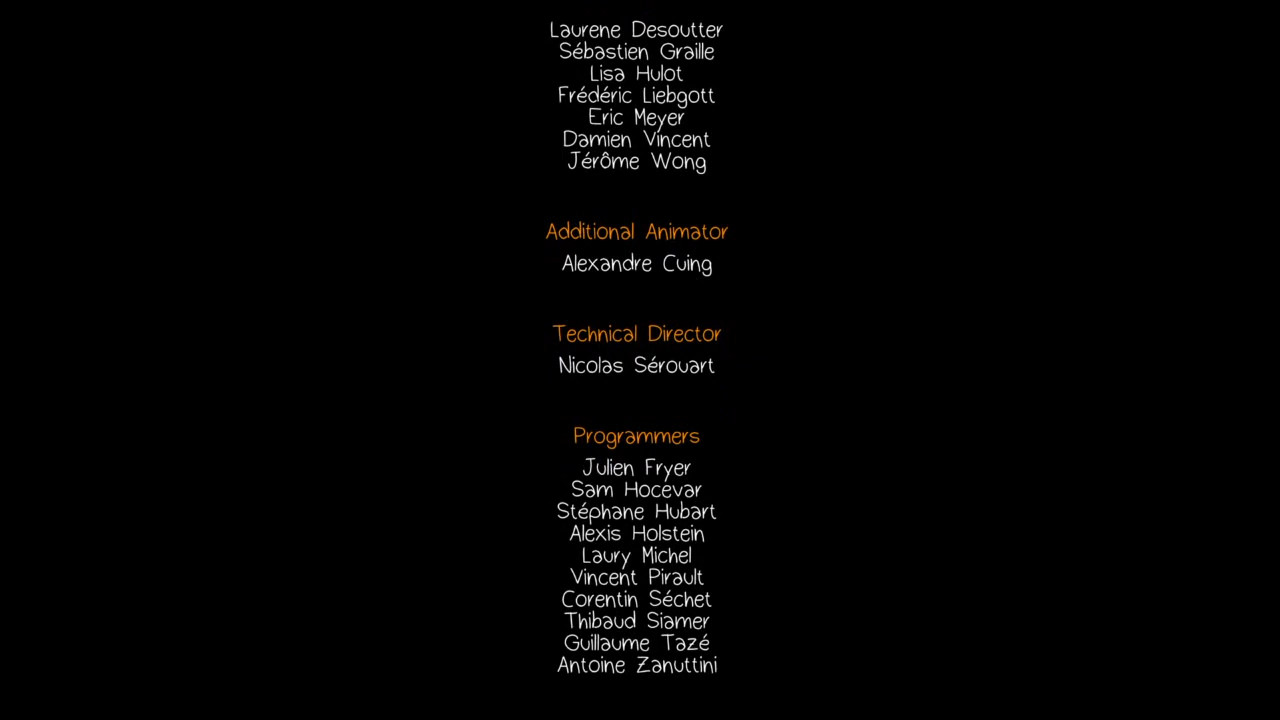 Laurene Desoutter
Sébastien Graille
Lisa Hulot
Frédéric Liebgott
Eric Meyer
Damien Vincent
Jérôme Wong
Additional Animator
Alexandre Cuing
Technical Director
Nicolas Sérouart
Programmers
Julien Fryer
Sam Hocevar
Stéphane Hubart
Alexis Holstein
Laury Michel
Vincent Pirault
Corentin Séchet
Thibaud Siamer
Guillaume Tazé
Antoine Zanuttini